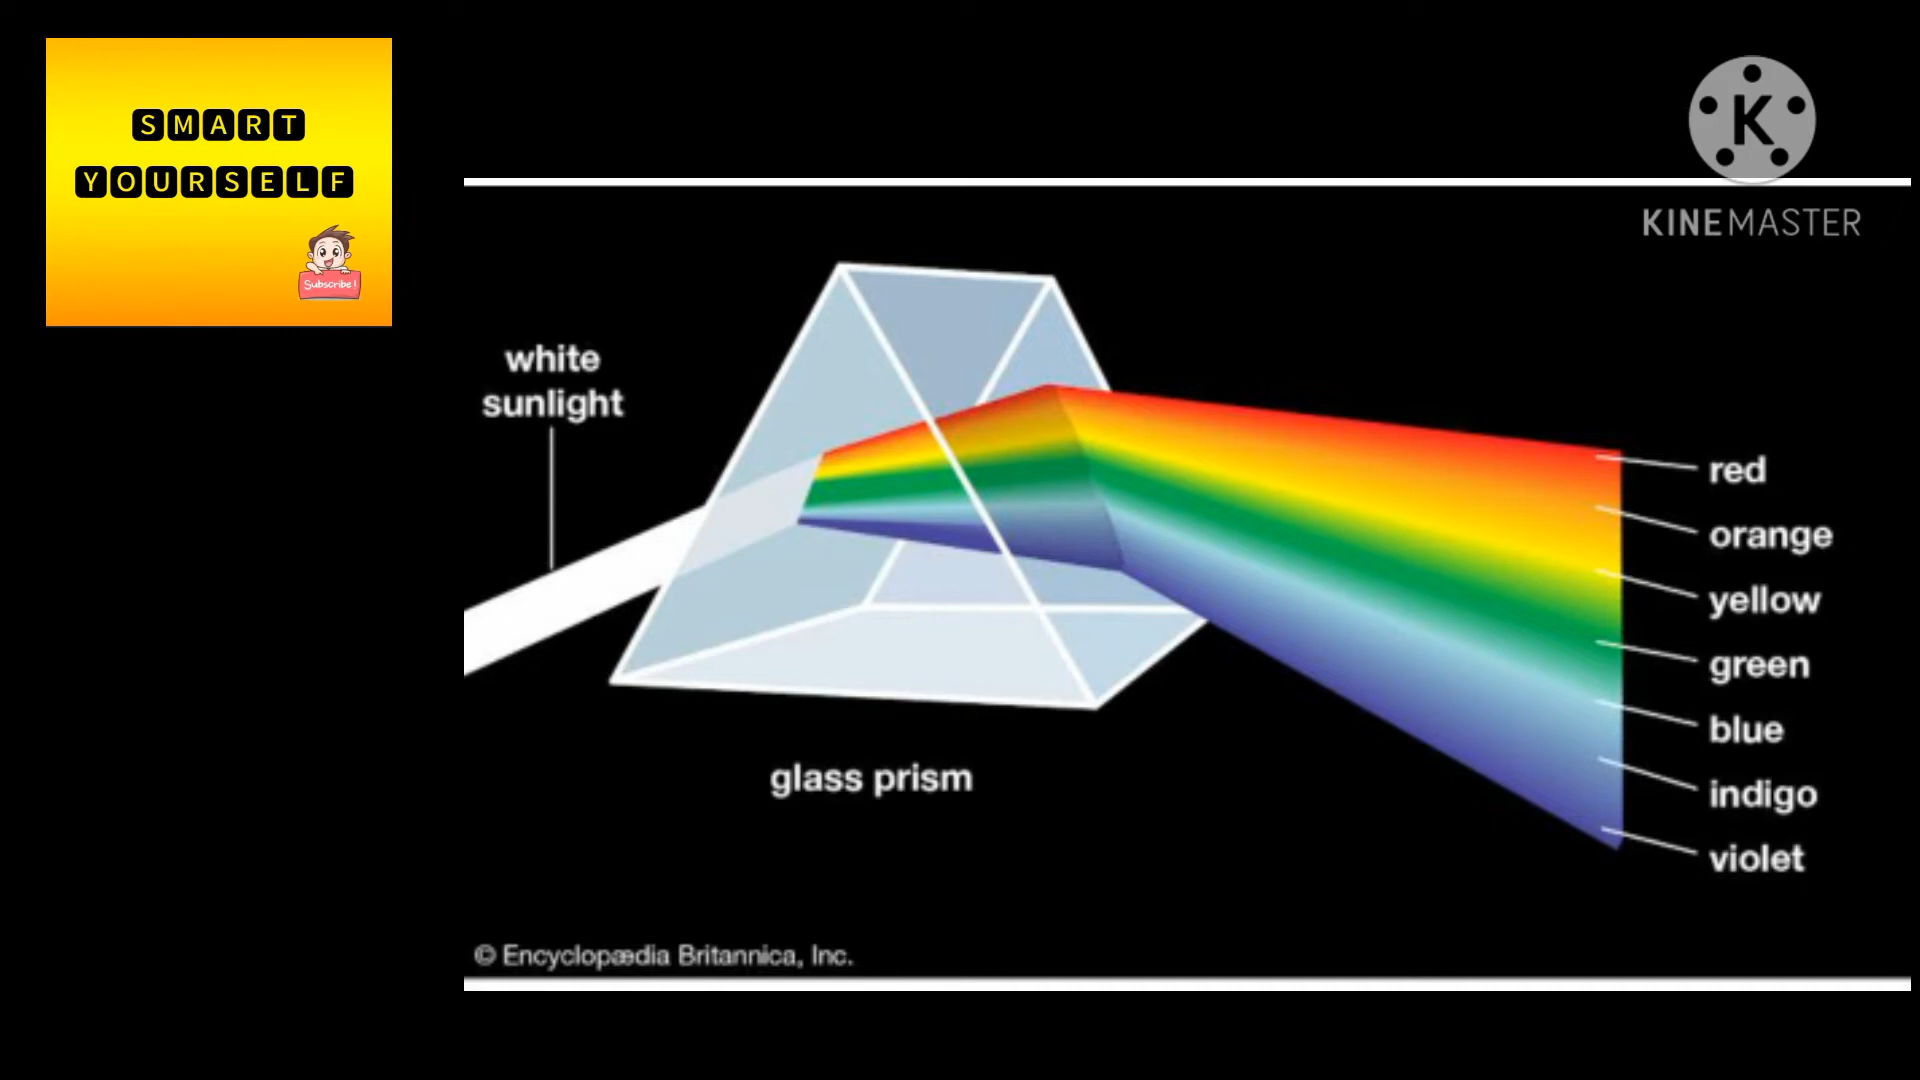 SMART
YOURSELF
Subscribe!
K
KINEMASTER
white
sunlight
red
orange
yellow
green
blue
indigo
violet
glass prism
© Encyclopædia Britannica, Inc.